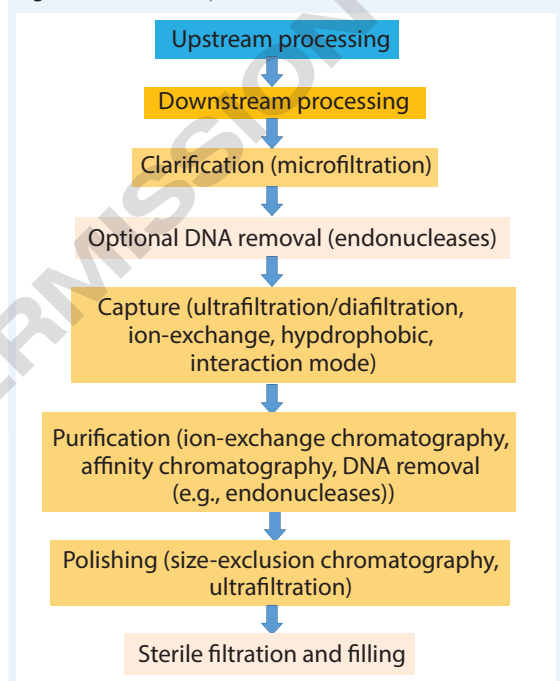 Upstream processing
Downstream processing
Clarification (microfiltration)
Optional DNA removal (endonucleases)
Capture (ultrafiltration/diafiltration,
ion-exchange, hypdrophobic,
interaction mode)
Purification (ion-exchange chromatography,
affinity chromatography, DNA removal
(e.g., endonucleases))
Polishing (size-exclusion chromatography,
ultrafiltration)
Sterile filtration and filling